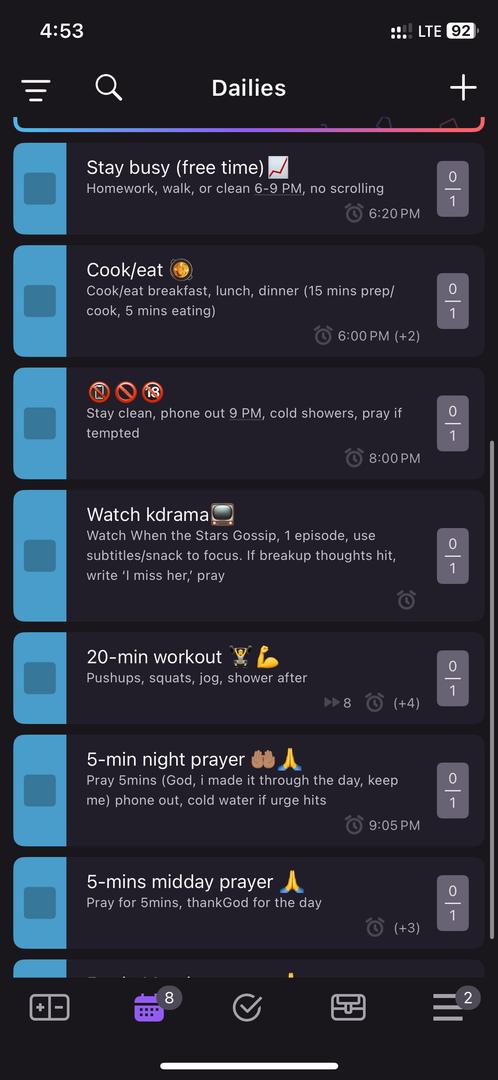 4:53
LTE 92
Dailies
Stay busy (free time)📈
Homework, walk, or clean 6-9 PM, no scrolling
6:20 PM
0
1
Cook/eat 🥘
Cook/eat breakfast, lunch, dinner (15 mins prep/
cook, 5 mins eating)
6:00 PM (+2)
0
1
📵🚫🔞
Stay clean, phone out 9 PM, cold showers, pray if
tempted
8:00 PM
0
1
Watch kdrama📺
Watch When the Stars Gossip, 1 episode, use
subtitles/snack to focus. If breakup thoughts hit,
write ‘I miss her,’ pray
0
1
20-min workout 🏋️💪
Pushups, squats, jog, shower after
8 (+4)
0
1
5-min night prayer 🤲🏽🙏
Pray 5mins (God, i made it through the day, keep
me) phone out, cold water if urge hits
9:05 PM
0
1
5-mins midday prayer 🙏
Pray for 5mins, thankGod for the day
(+3)
0
1
8
2